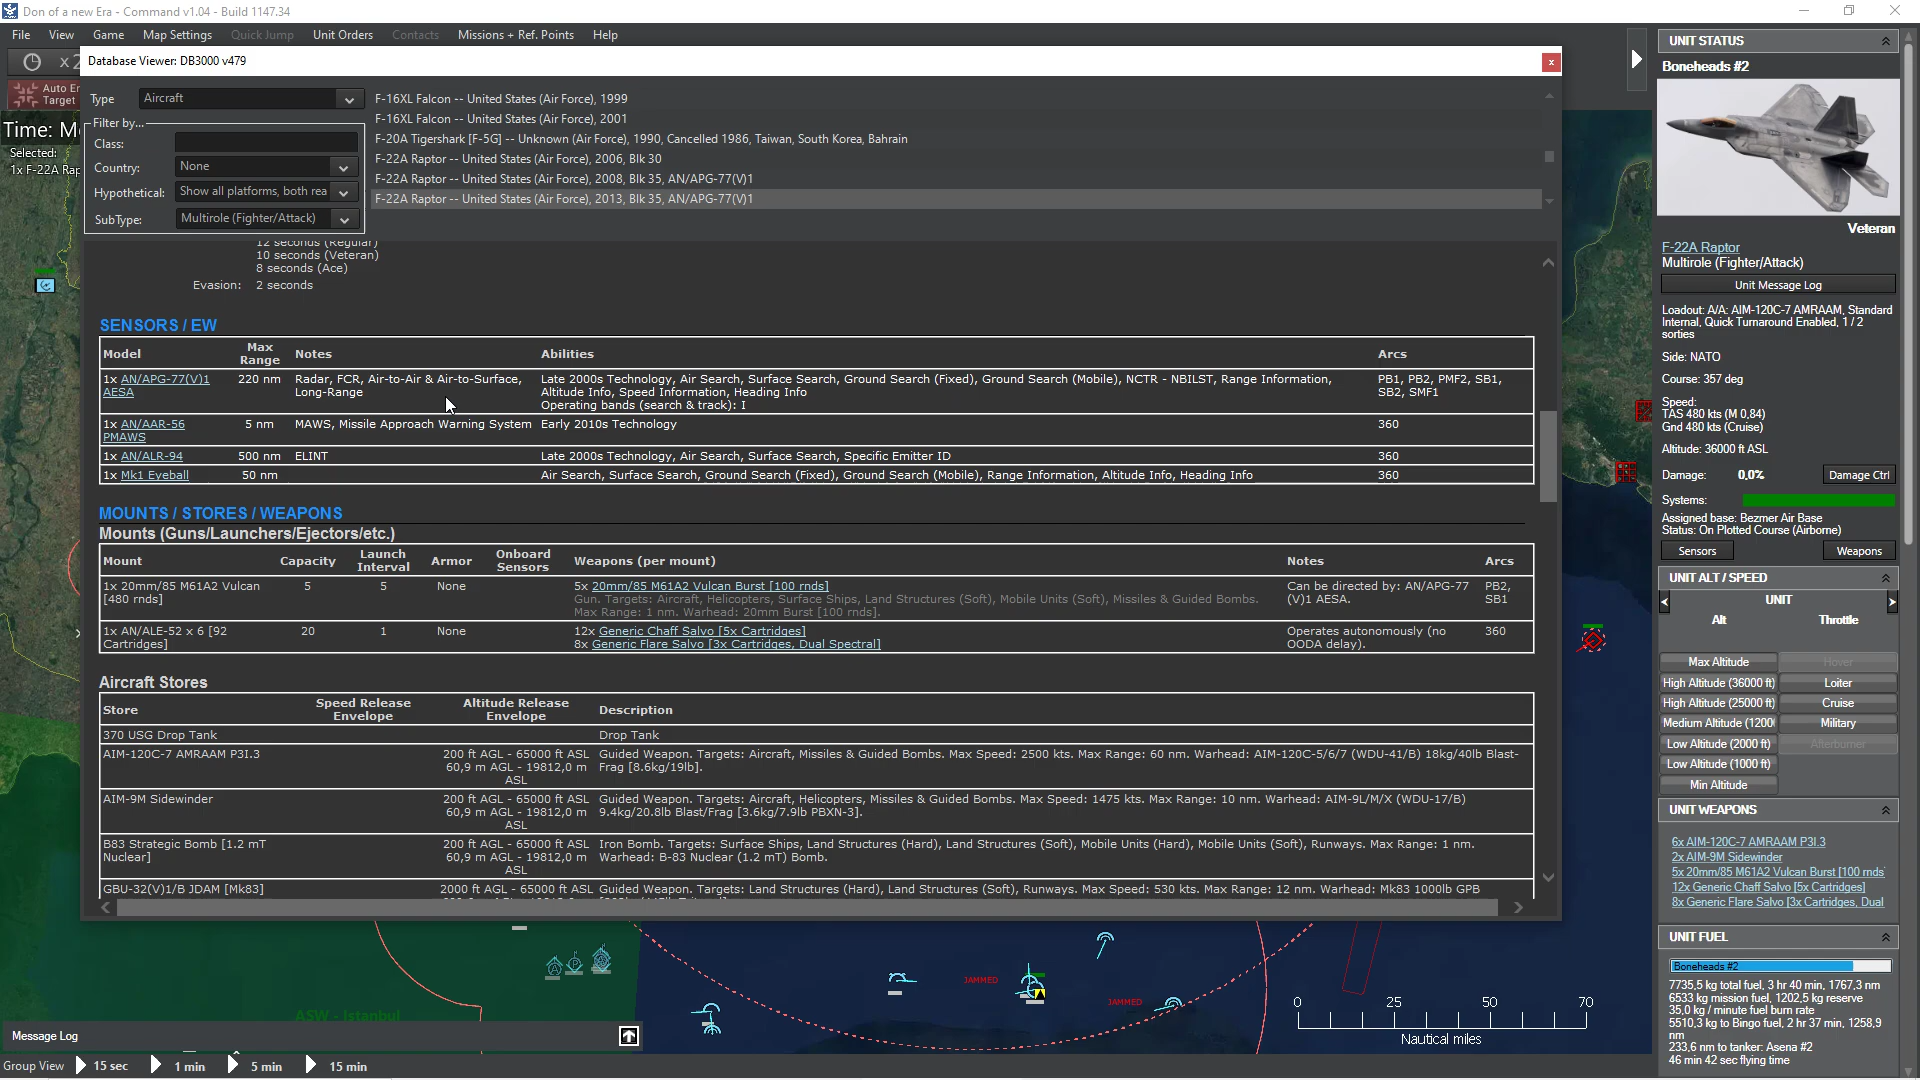 Don of a new Era - Command v1.04 - Build 1147.34
File View Game Map Settings Quick Jump Unit Orders Contacts Missions + Ref. Points Help
Database Viewer: DB3000 v479
x
Auto
Target
Time:
Selected:
Type Aircraft
Filter by...
Class:
Country: None
Hypothetical: Show all platforms, both rea
SubType: Multirole (Fighter/Attack)
F-16XL Falcon -- United States (Air Force), 1999
F-16XL Falcon -- United States (Air Force), 2001
F-20A Tigershark [F-5G] -- Unknown (Air Force), 1990, Cancelled 1986, Taiwan, South Korea, Bahrain
F-22A Raptor -- United States (Air Force), 2006, Blk 30
F-22A Raptor -- United States (Air Force), 2008, Blk 35, AN/APG-77(V)1
F-22A Raptor -- United States (Air Force), 2013, Blk 35, AN/APG-77(V)1
12 seconds (Regular)
10 seconds (Veteran)
8 seconds (Ace)
Evasion: 2 seconds
SENSORS / EW
Model Max Range Notes Abilities Arcs
1x AN/APG-77(V)1 AESA 220 nm Radar, FCR, Air-to-Air & Air-to-Surface, Long-Range Late 2000s Technology, Air Search, Surface Search, Ground Search (Fixed), Ground Search (Mobile), NCTR - NBILST, Range Information, PB1, PB2, PMF2, SB1,
Altitude Info, Speed Information, Heading Info SB2, SMF1
Operating bands (search & track): I
1x AN/AAR-56 PMAWS 5 nm MAWS, Missile Approach Warning System Early 2010s Technology 360
1x AN/ALR-94 500 nm ELINT Late 2000s Technology, Air Search, Surface Search, Specific Emitter ID 360
1x Mk1 Eyeball 50 nm Air Search, Surface Search, Ground Search (Fixed), Ground Search (Mobile), Range Information, Altitude Info, Heading Info 360
MOUNTS / STORES / WEAPONS
Mounts (Guns/Launchers/Ejectors/etc.)
Mount Capacity Launch Interval Armor Onboard Sensors Weapons (per mount) Notes Arcs
1x 20mm/85 M61A2 Vulcan 5 5 None 5x 20mm/85 M61A2 Vulcan Burst [100 rnds] Can be directed by: AN/APG-77 PB2,
[480 rnds] Gun. Targets: Aircraft, Helicopters, Surface Ships, Land Structures (Soft), Mobile Units (Soft), Missiles & Guided Bombs. (V)1 AESA. SB1
Max Range: 1 nm. Warhead: 20mm Burst [100 rnds].
1x AN/ALE-52 x 6 [92 20 1 None 12x Generic Chaff Salvo [5x Cartridges] Operates autonomously (no 360
Cartridges] 8x Generic Flare Salvo [3x Cartridges, Dual Spectral] OODA delay).
Aircraft Stores
Store Speed Release Envelope Altitude Release Envelope Description
370 USG Drop Tank Drop Tank
AIM-120C-7 AMRAAM P3I.3 200 ft AGL - 65000 ft ASL Guided Weapon. Targets: Aircraft, Missiles & Guided Bombs. Max Speed: 2500 kts. Max Range: 60 nm. Warhead: AIM-120C-5/6/7 (WDU-41/B) 18kg/40lb Blast-
60,9 m AGL - 19812,0 m Frag [8.6kg/19lb].
ASL
AIM-9M Sidewinder 200 ft AGL - 65000 ft ASL Guided Weapon. Targets: Aircraft, Helicopters, Missiles & Guided Bombs. Max Speed: 1475 kts. Max Range: 10 nm. Warhead: AIM-9L/M/X (WDU-17/B)
60,9 m AGL - 19812,0 m 9.4kg/20.8lb Blast/Frag [3.6kg/7.9lb PBXN-3].
ASL
B83 Strategic Bomb [1.2 mT 200 ft AGL - 65000 ft ASL Iron Bomb. Targets: Surface Ships, Land Structures (Hard), Land Structures (Soft), Mobile Units (Hard), Mobile Units (Soft), Runways. Max Range: 1 nm.
Nuclear] 60,9 m AGL - 19812,0 m Warhead: B-83 Nuclear (1.2 mT) Bomb.
ASL
GBU-32(V)1/B JDAM [Mk83] 2000 ft AGL - 65000 ft ASL Guided Weapon. Targets: Land Structures (Hard), Land Structures (Soft), Runways. Max Speed: 530 kts. Max Range: 12 nm. Warhead: Mk83 1000lb GPB
JAMMED
JAMMED
ASW - Istanbul
0 25 50 70
Nautical miles
Message Log
Group View 15 sec 1 min 5 min 15 min
UNIT STATUS
Boneheads #2
Veteran
F-22A Raptor
Multirole (Fighter/Attack)
Unit Message Log
Loadout: A/A: AIM-120C-7 AMRAAM, Standard
Internal, Quick Turnaround Enabled, 1 / 2
sorties
Side: NATO
Course: 357 deg
Speed:
TAS 480 kts (M 0,84)
Gnd 480 kts (Cruise)
Altitude: 36000 ft ASL
Damage: 0.0% Damage Ctrl
Systems:
Assigned base: Bezmer Air Base
Status: On Plotted Course (Airborne)
Sensors Weapons
UNIT ALT / SPEED
UNIT
Alt Throttle
Max Altitude Hover
High Altitude (36000 ft) Loiter
High Altitude (25000 ft) Cruise
Medium Altitude (1200 Military
Low Altitude (2000 ft) Afterburner
Low Altitude (1000 ft)
Min Altitude
UNIT WEAPONS
6x AIM-120C-7 AMRAAM P3I.3
2x AIM-9M Sidewinder
5x 20mm/85 M61A2 Vulcan Burst [100 rnds
12x Generic Chaff Salvo [5x Cartridges]
8x Generic Flare Salvo [3x Cartridges, Dual
UNIT FUEL
Boneheads #2
7735,5 kg total fuel, 3 hr 40 min, 1767,3 nm
6533 kg mission fuel, 1202,5 kg reserve
35,0 kg / minute fuel burn rate
5510,3 kg to Bingo fuel, 2 hr 37 min, 1258,9
nm
233,6 nm to tanker: Asena #2
46 min 42 sec flying time